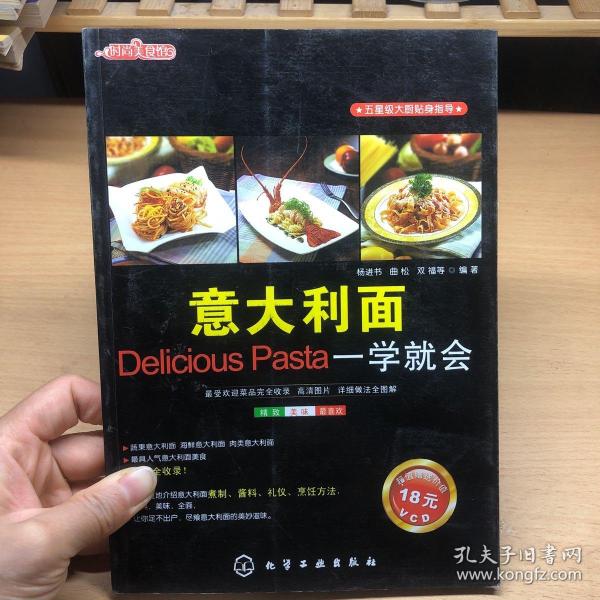 时尚美食馆
★五星级大厨贴身指导★
杨进书 曲松 双福等 编著
意大利面
Delicious Pasta 一学就会
最受欢迎菜品完全收录 高清图片 详细做法全图解
精致 美味 最喜欢
▶蔬果意大利面 海鲜意大利面 肉类意大利面
▶最具人气意大利面美食
全收录!
地介绍意大利面煮制、酱料、礼仪、烹饪方法,
、美味、全面,
让你足不出户,尽飨意大利面的美妙滋味。
18元
VCD
化学工业出版社
孔夫子旧书网
www.kongfz.com